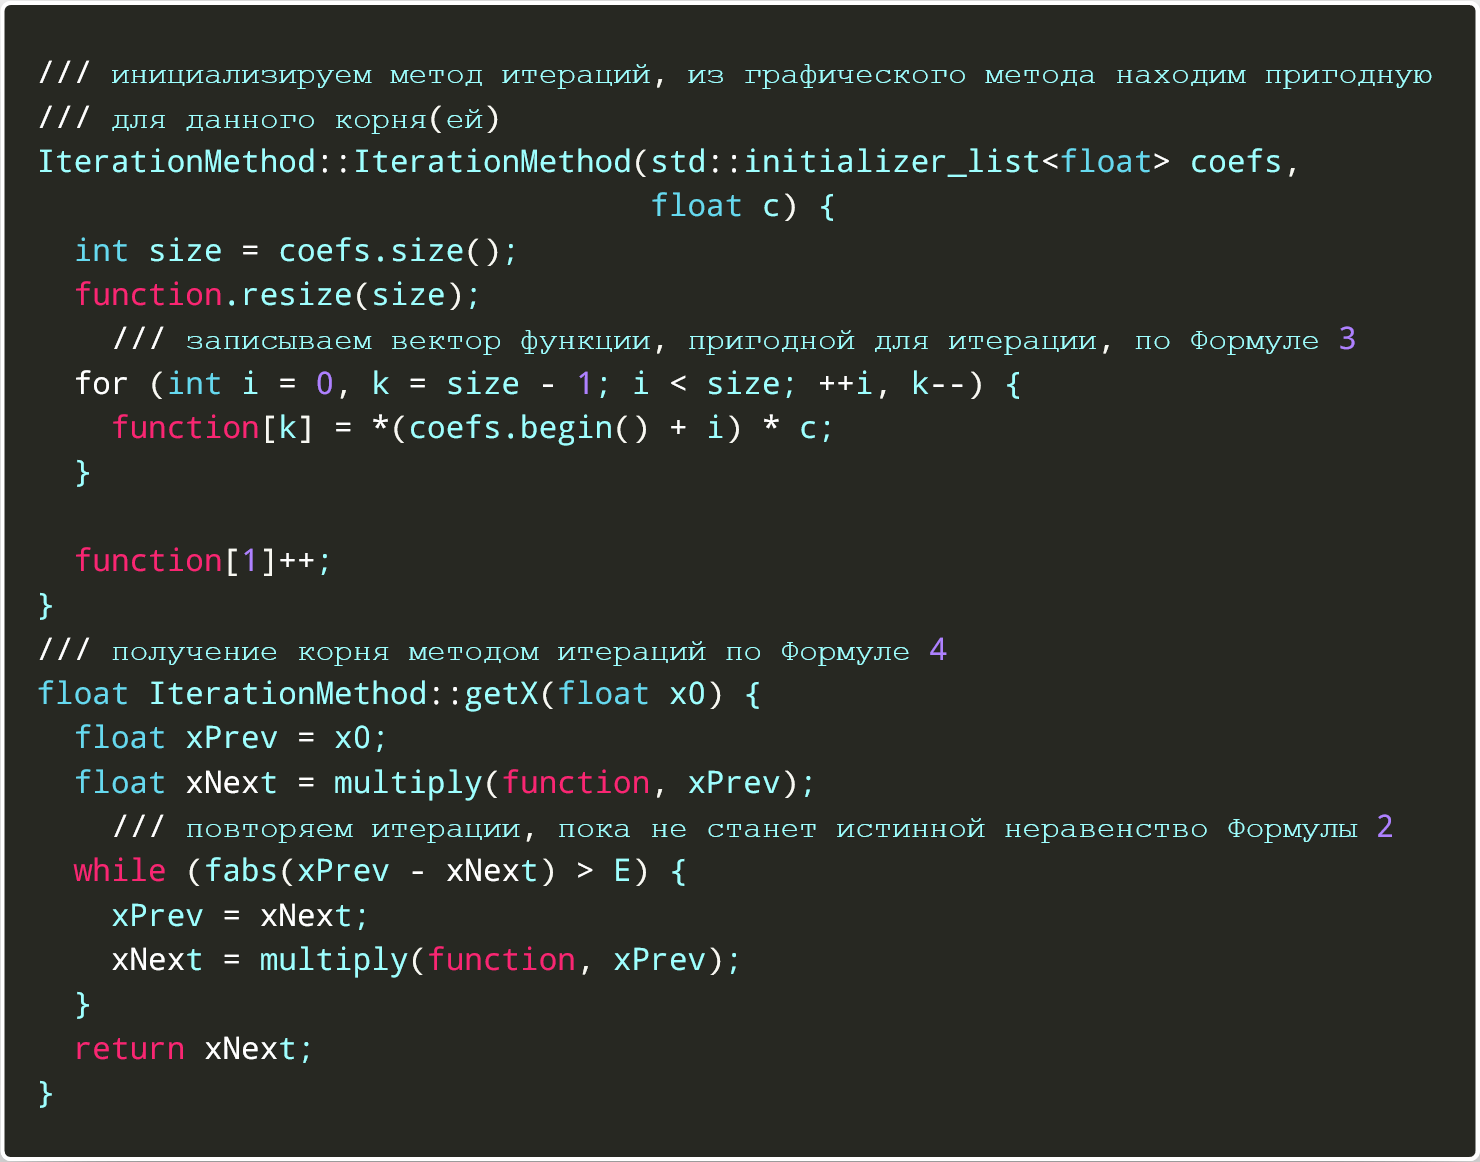 /// инициализируем метод итераций, из графического метода находим пригодную
/// для данного корня(ей)
IterationMethod::IterationMethod(std::initializer_list<float> coefs,
                                 float c) {
  int size = coefs.size();
  function.resize(size);
    /// записываем вектор функции, пригодной для итерации, по Формуле 3
  for (int i = 0, k = size - 1; i < size; ++i, k--) {
    function[k] = *(coefs.begin() + i) * c;
  }

  function[1]++;
}
/// получение корня методом итераций по Формуле 4
float IterationMethod::getX(float x0) {
  float xPrev = x0;
  float xNext = multiply(function, xPrev);
    /// повторяем итерации, пока не станет истинной неравенство Формулы 2
  while (fabs(xPrev - xNext) > E) {
    xPrev = xNext;
    xNext = multiply(function, xPrev);
  }
  return xNext;
}